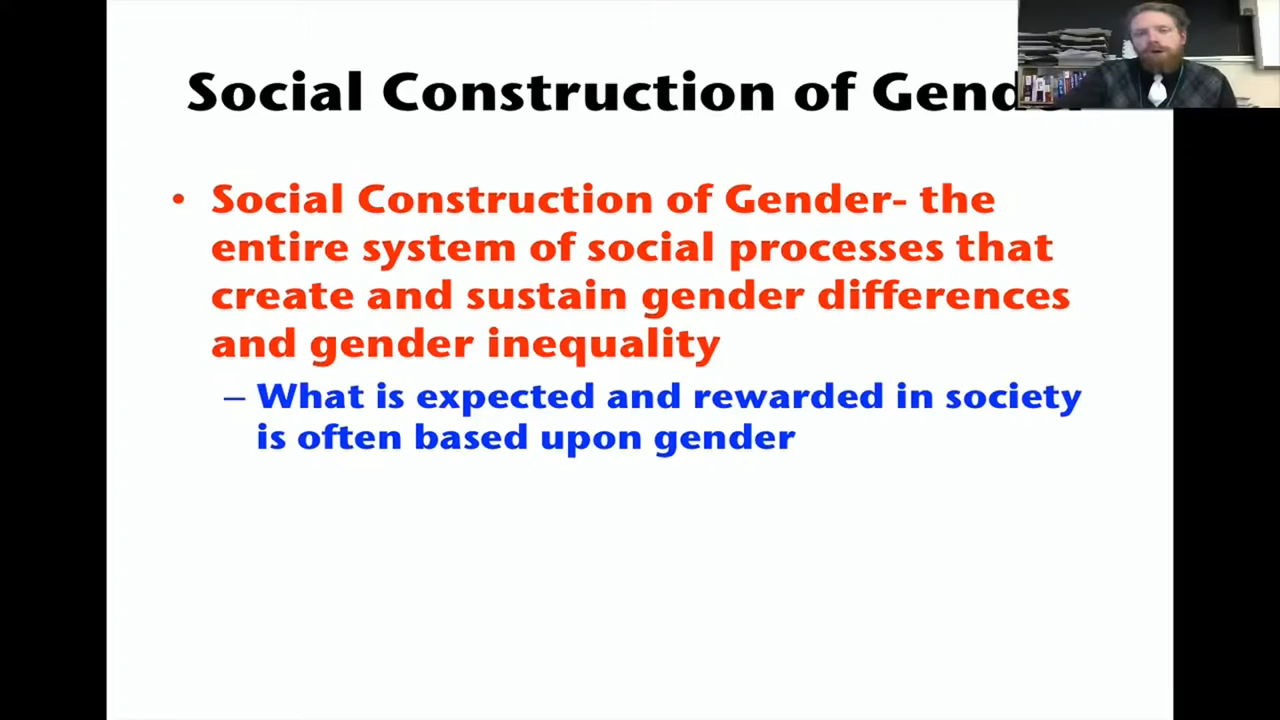 Social Construction of Gender
• Social Construction of Gender- the
entire system of social processes that
create and sustain gender differences
and gender inequality
– What is expected and rewarded in society
is often based upon gender